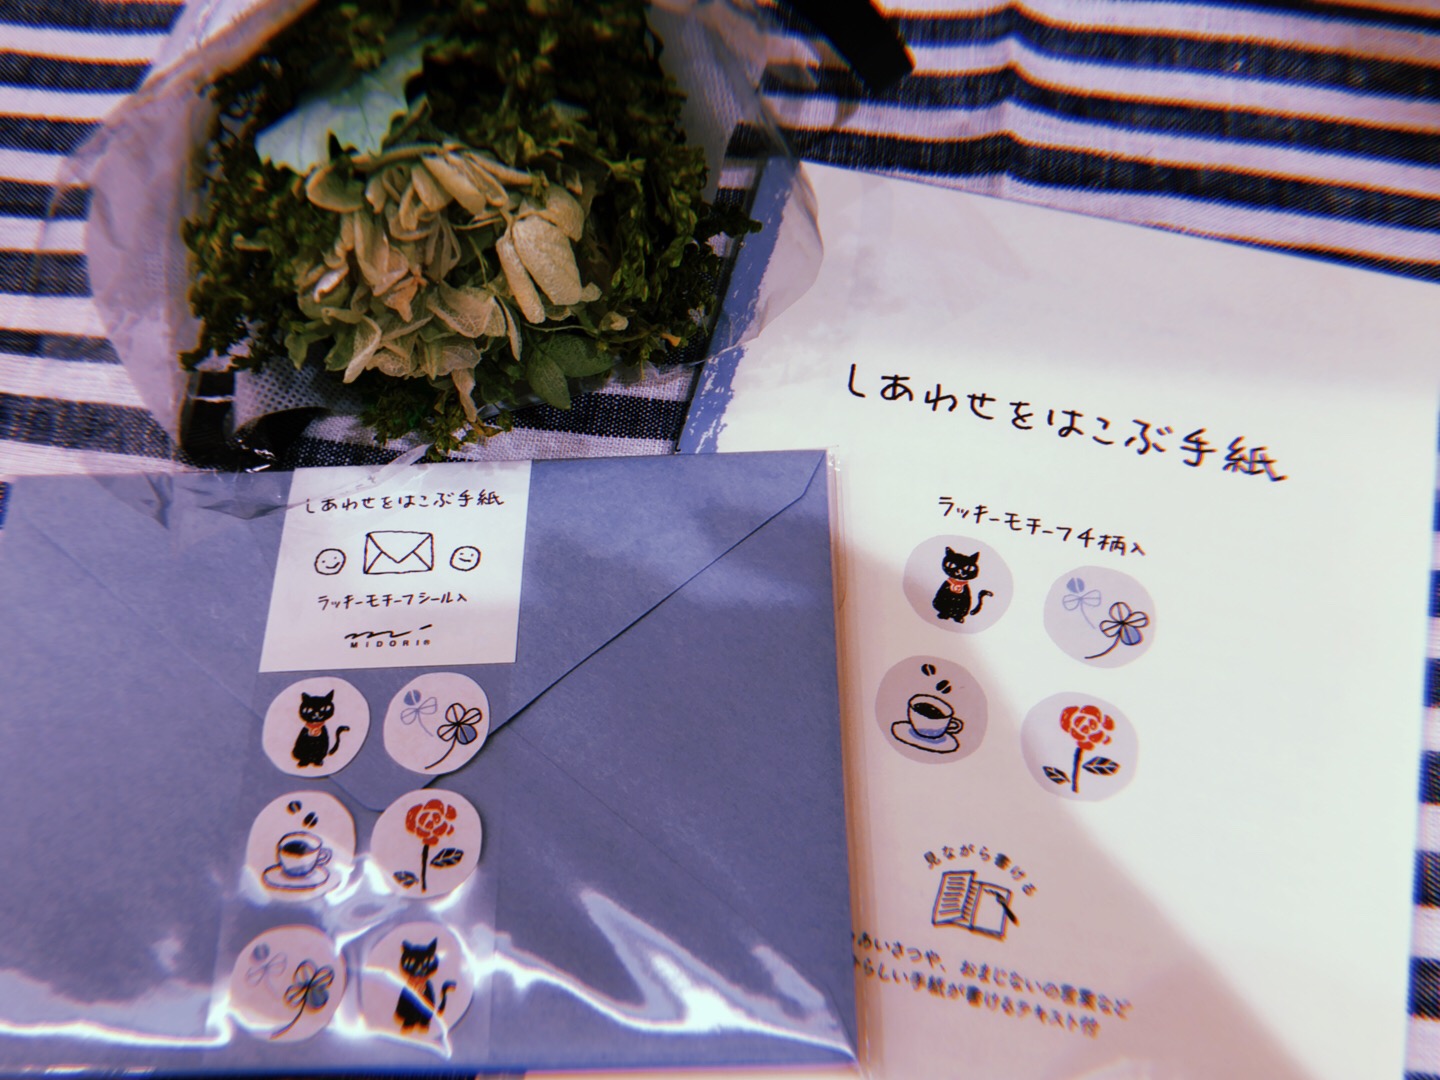 しあわせをはこぶ手紙
ラッキーモチーフ4柄入
見ながら書ける
あいさつや、おまじないの言葉など
らしい手紙が書けるテキスト付
しあわせをはこぶ手紙
ラッキーモチーフシール入
MIDORI